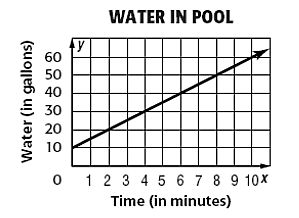 WATER IN POOL
y
Water (in gallons)
60
50
40
30
20
10
0 1 2 3 4 5 6 7 8 9 10 x
Time (in minutes)